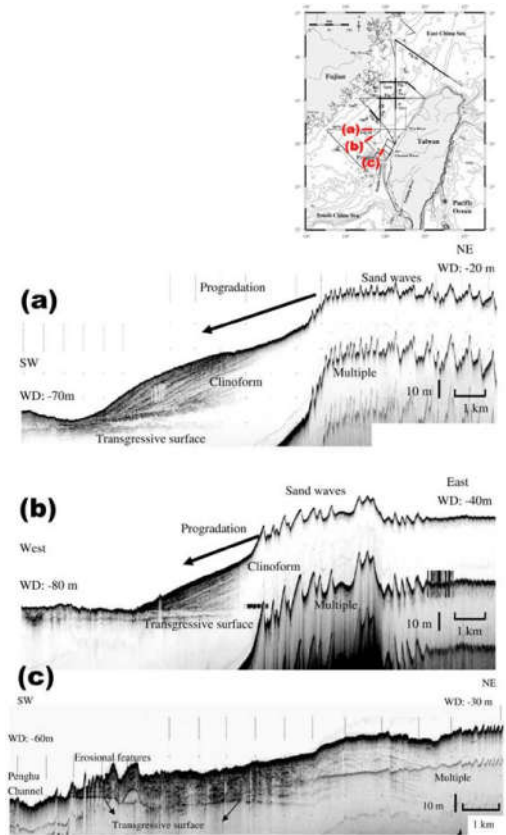 East China Sea
Fujian
(a)
(b)
(c)
Taiwan
Pacific
Ocean
South China Sea
(a)
NE
WD: -20 m
Sand waves
Progradation
SW
Clinoform
WD: -70m
Multiple
10 m
1 km
Transgressive surface
(b)
East
Sand waves
WD: -40m
Progradation
West
Clinoform
WD: -80 m
Multiple
Transgressive surface
10 m
1 km
(c)
SW
NE
WD: -30 m
WD: -60m
Erosional features
Penghu
Channel
Multiple
10 m
Transgressive surface
1 km